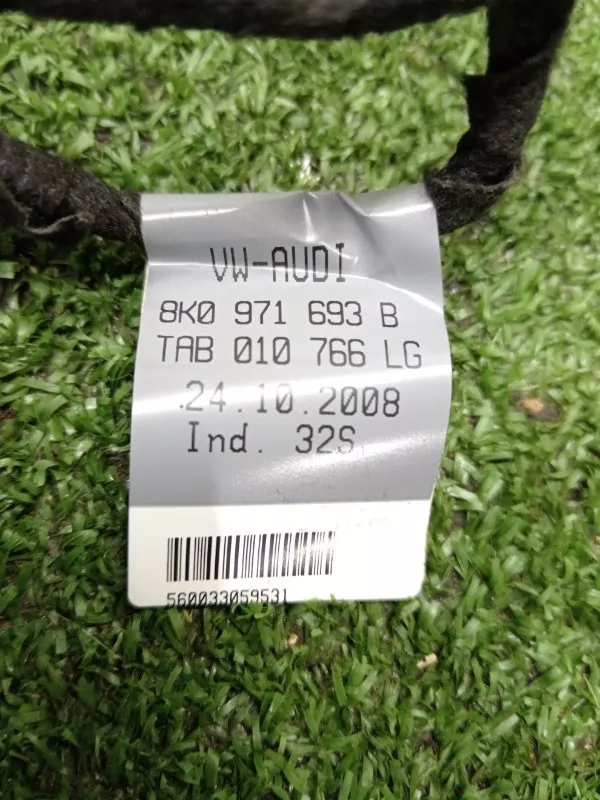 VW-AUDI
8K0 971 693 B
TAB 010 766 LG
.24.10.2008
Ind. 32S
560033059531